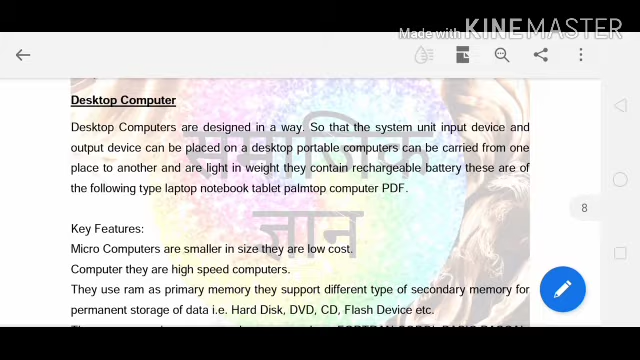 Made with KINEMASTER
Desktop Computer
Desktop Computers are designed in a way. So that the system unit input device and
output device can be placed on a desktop portable computers can be carried from one
place to another and are light in weight they contain rechargeable battery these are of
the following type laptop notebook tablet palmtop computer PDF.
समाजिक
ज्ञान
8
Key Features:
Micro Computers are smaller in size they are low cost.
Computer they are high speed computers.
They use ram as primary memory they support different type of secondary memory for
permanent storage of data i.e. Hard Disk, DVD, CD, Flash Device etc.